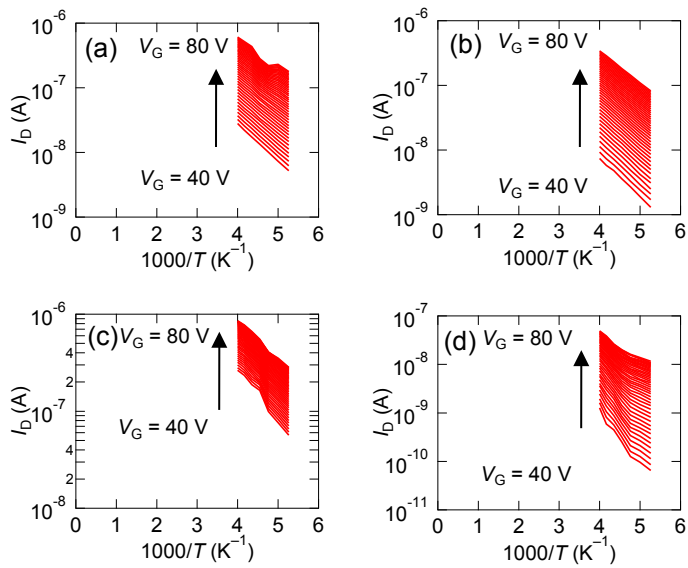 (a) V_G = 80 V
V_G = 40 V
I_D (A)
10⁻⁶
10⁻⁷
10⁻⁸
10⁻⁹
0 1 2 3 4 5 6
1000/T (K⁻¹)
(b) V_G = 80 V
V_G = 40 V
I_D (A)
10⁻⁶
10⁻⁷
10⁻⁸
10⁻⁹
0 1 2 3 4 5 6
1000/T (K⁻¹)
(c) V_G = 80 V
V_G = 40 V
I_D (A)
10⁻⁶
4
2
10⁻⁷
4
2
10⁻⁸
0 1 2 3 4 5 6
1000/T (K⁻¹)
(d) V_G = 80 V
V_G = 40 V
I_D (A)
10⁻⁷
10⁻⁸
10⁻⁹
10⁻¹⁰
10⁻¹¹
0 1 2 3 4 5 6
1000/T (K⁻¹)